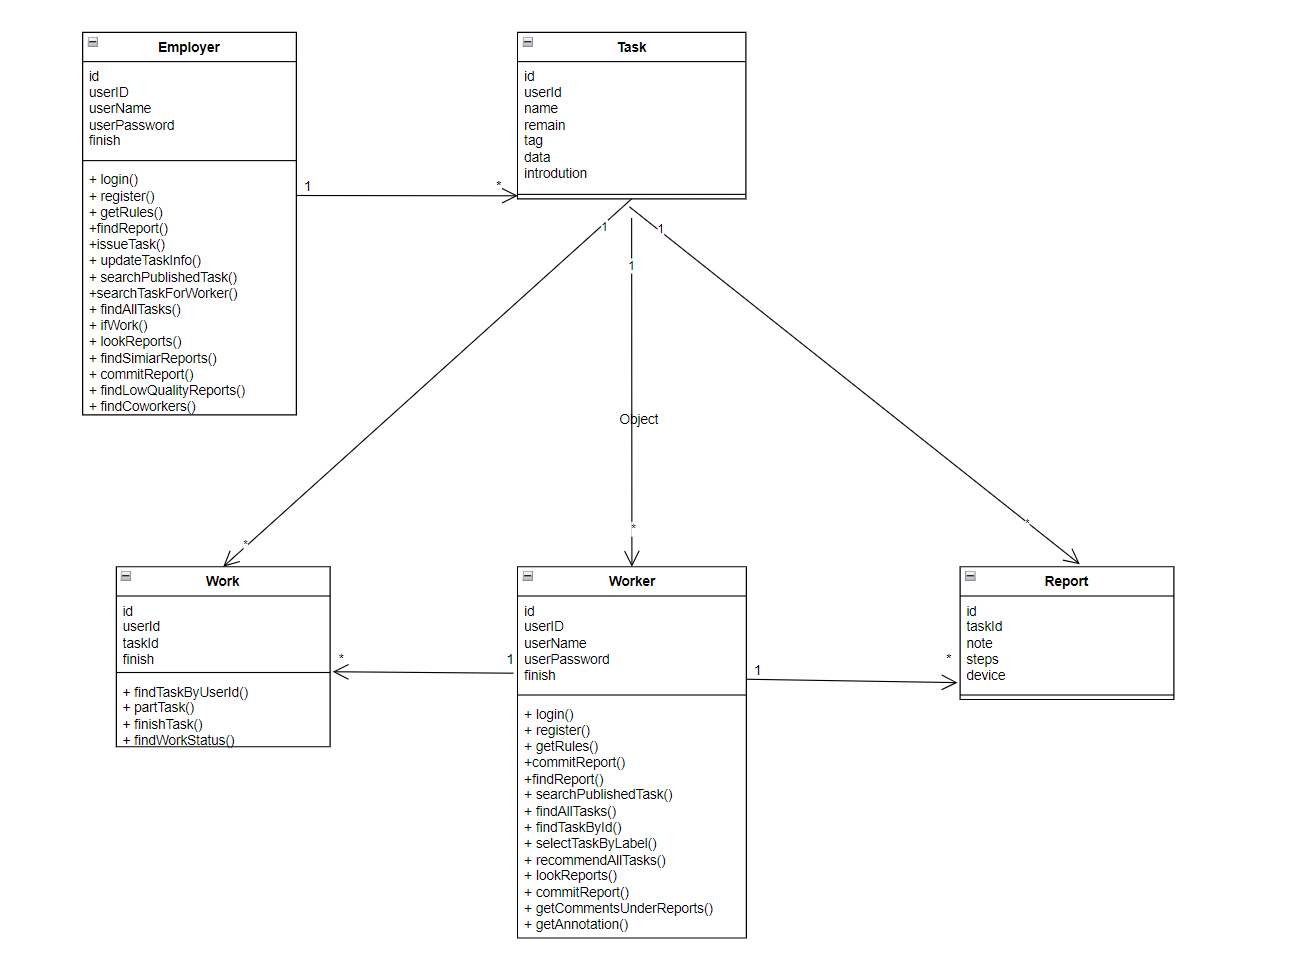 Employer
id
userID
userName
userPassword
finish
+ login()
+ register()
+ getRules()
+findReport()
+issueTask()
+ updateTaskInfo()
+ searchPublishedTask()
+searchTaskForWorker()
+ findAllTasks()
+ ifWork()
+ lookReports()
+ findSimiarReports()
+ commitReport()
+ findLowQualityReports()
+ findCoworkers()
1
*
Task
id
userId
name
remain
tag
data
introdution
1
1
1
Object
*
*
*
Work
id
userId
taskId
finish
+ findTaskByUserId()
+ partTask()
+ finishTask()
+ findWorkStatus()
*
1
Worker
id
userID
userName
userPassword
finish
+ login()
+ register()
+ getRules()
+commitReport()
+findReport()
+ searchPublishedTask()
+ findAllTasks()
+ findTaskById()
+ selectTaskByLabel()
+ recommendAllTasks()
+ lookReports()
+ commitReport()
+ getCommentsUnderReports()
+ getAnnotation()
1
*
Report
id
taskId
note
steps
device